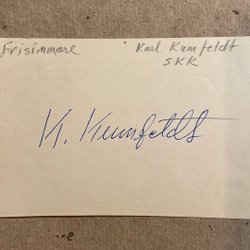 Frisimmare
Karl Kumfeldt
SKK
K. Kumfeldt